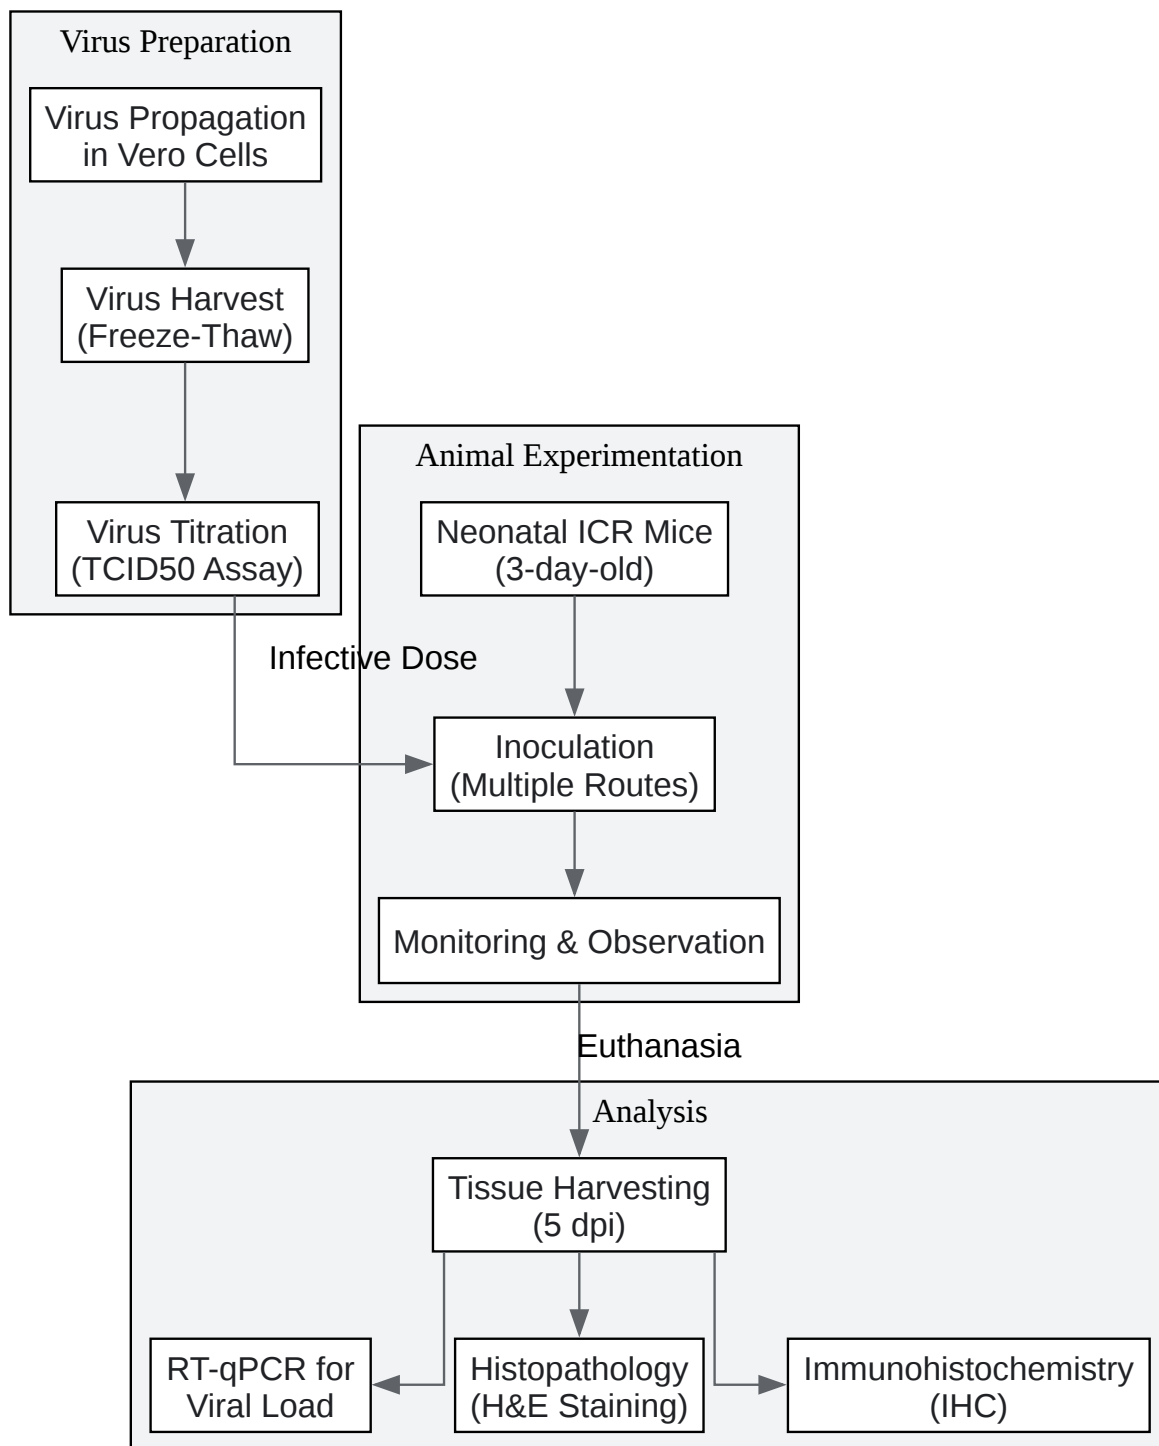 Virus Preparation
Virus Propagation
in Vero Cells
Virus Harvest
(Freeze-Thaw)
Virus Titration
(TCID50 Assay)
Infective Dose
Animal Experimentation
Neonatal ICR Mice
(3-day-old)
Inoculation
(Multiple Routes)
Monitoring & Observation
Euthanasia
Analysis
Tissue Harvesting
(5 dpi)
RT-qPCR for
Viral Load
Histopathology
(H&E Staining)
Immunohistochemistry
(IHC)